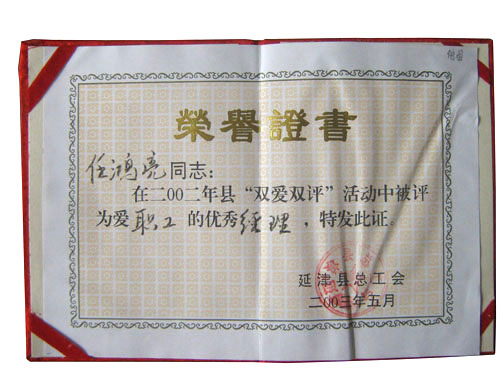 榮譽證書
任鸿亮同志：
在二00二年县“双爱双评”活动中被评
为爱职工的优秀经理，特发此证。
延津县总工会
二00三年五月